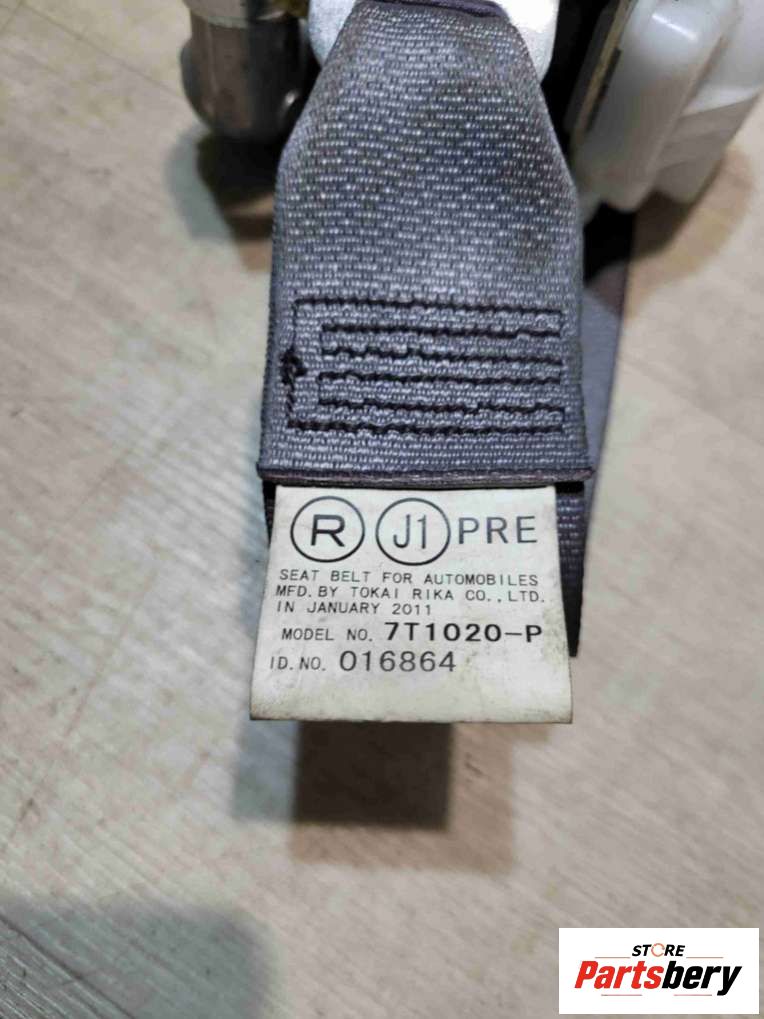 R J1 PRE
SEAT BELT FOR AUTOMOBILES
MFD. BY TOKAI RIKA CO., LTD.
IN JANUARY 2011
MODEL NO. 7T1020-P
ID. NO. 016864
STORE
Partsbery